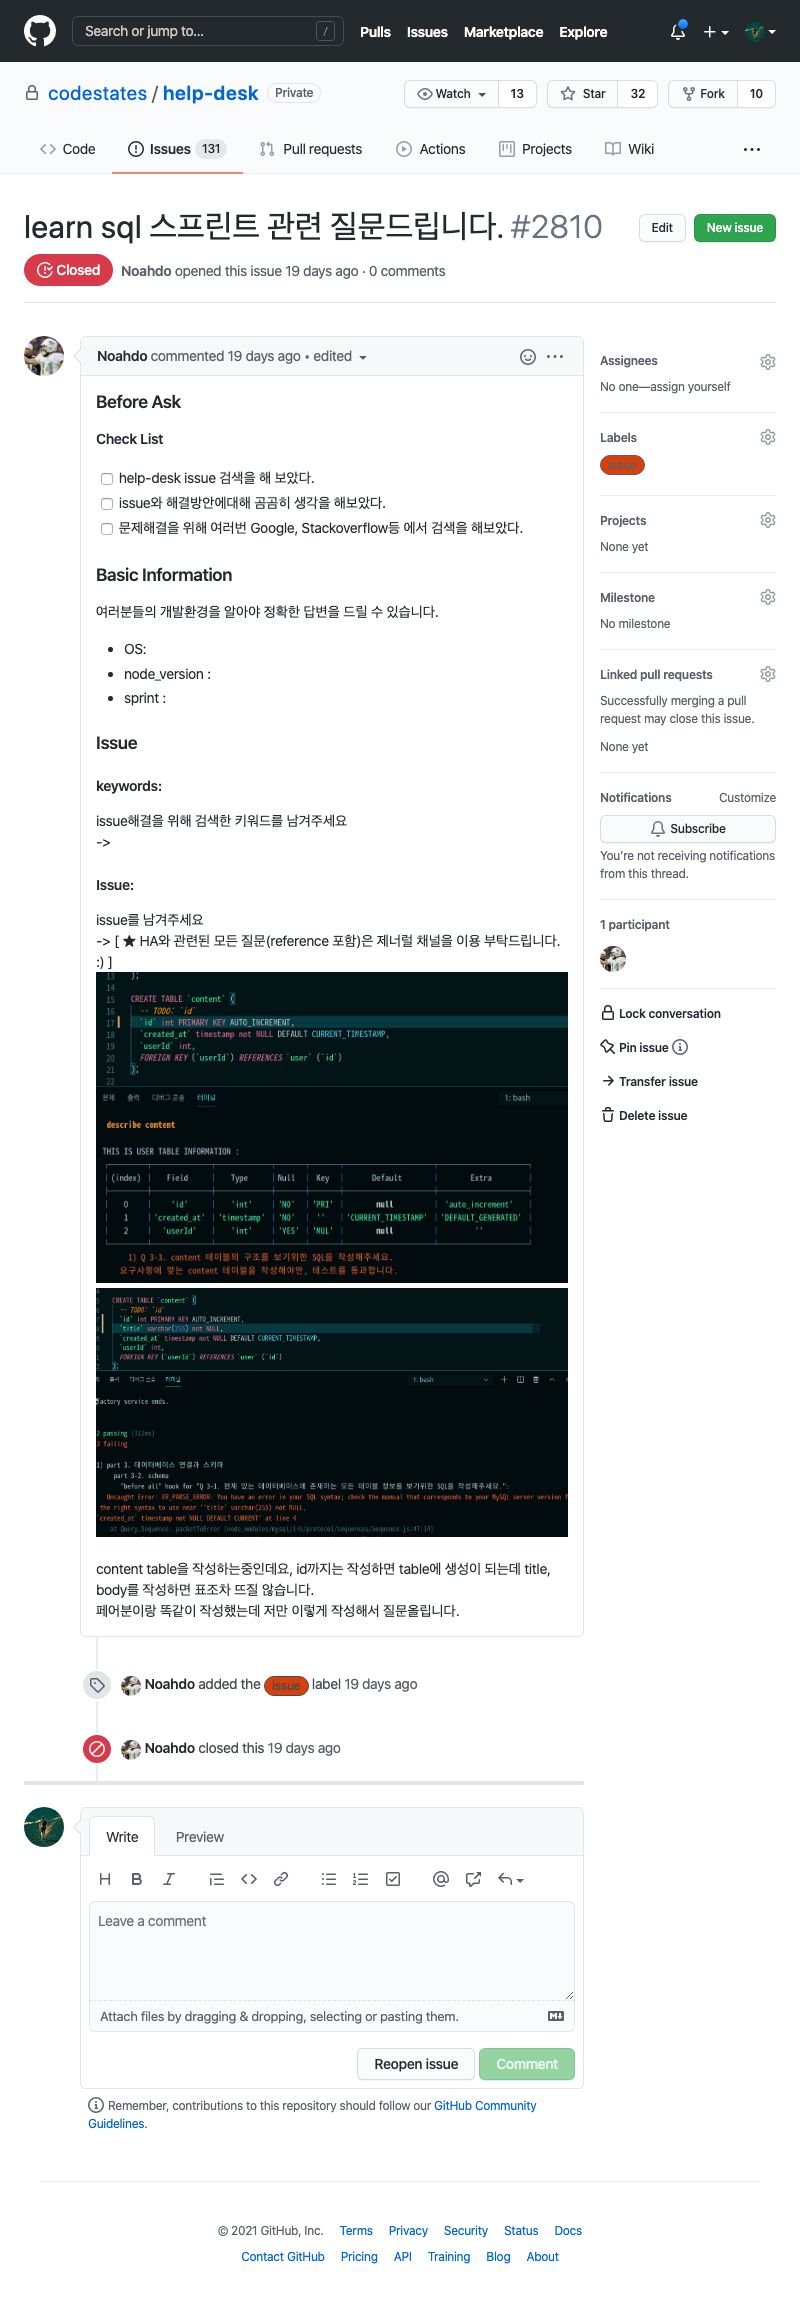 Search or jump to... /
Pulls Issues Marketplace Explore
codestates / help-desk Private
Watch 13 Star 32 Fork 10
Code Issues 131 Pull requests Actions Projects Wiki
learn sql 스프린트 관련 질문드립니다. #2810
Edit New issue
Closed Noahdo opened this issue 19 days ago · 0 comments
Noahdo commented 19 days ago • edited
Before Ask
Check List
help-desk issue 검색을 해 보았다.
issue와 해결방안에대해 곰곰히 생각을 해보았다.
문제해결을 위해 여러번 Google, Stackoverflow등 에서 검색을 해보았다.
Basic Information
여러분들의 개발환경을 알아야 정확한 답변을 드릴 수 있습니다.
OS:
node_version :
sprint :
Issue
keywords:
issue해결을 위해 검색한 키워드를 남겨주세요
->
Issue:
issue를 남겨주세요
-> [ ★ HA와 관련된 모든 질문(reference 포함)은 제너럴 채널을 이용 부탁드립니다.
:) ]
13 );
14
15 CREATE TABLE `content` (
16 -- TODO: `id`
17 `id` int PRIMARY KEY AUTO_INCREMENT,
18 `created_at` timestamp not NULL DEFAULT CURRENT_TIMESTAMP,
19 `userId` int,
20 FOREIGN KEY (`userId`) REFERENCES `user` (`id`)
21 );
22
문제 출력 디버그 콘솔 터미널 1: bash
describe content
THIS IS USER TABLE INFORMATION :
(index) Field Type Null Key Default Extra
0 'id' 'int' 'NO' 'PRI' null 'auto_increment'
1 'created_at' 'timestamp' 'NO' '' 'CURRENT_TIMESTAMP' 'DEFAULT_GENERATED'
2 'userId' 'int' 'YES' 'MUL' null ''
1) Q 3-3. content 테이블의 구조를 보기위한 SQL을 작성해주세요.
요구사항에 맞는 content 테이블을 작성해야만, 테스트를 통과합니다.
CREATE TABLE `content` (
-- TODO: `id`
`id` int PRIMARY KEY AUTO_INCREMENT,
`title` varchar(255) not NULL,
`created_at` timestamp not NULL DEFAULT CURRENT_TIMESTAMP,
`userId` int,
FOREIGN KEY (`userId`) REFERENCES `user` (`id`)
);
출력 디버그 콘솔 터미널 1: bash
factory service ends.
2 passing (312ms)
3 failing
1) part 3. 데이터베이스 연결과 스키마
part 3-2. schema
"before all" hook for "Q 3-1. 현재 있는 데이터베이스에 존재하는 모든 테이블 정보를 보기위한 SQL을 작성해주세요.":
Uncaught Error: ER_PARSE_ERROR: You have an error in your SQL syntax; check the manual that corresponds to your MySQL server version f
the right syntax to use near ''title' varchar(255) not NULL,
`created_at` timestamp not NULL DEFAULT CURRENT' at line 4
at Query.Sequence._packetToError (node_modules/mysql/lib/protocol/sequences/Sequence.js:47:14)
content table을 작성하는중인데요, id까지는 작성하면 table에 생성이 되는데 title,
body를 작성하면 표조차 뜨질 않습니다.
페어분이랑 똑같이 작성했는데 저만 이렇게 작성해서 질문올립니다.
Noahdo added the issue label 19 days ago
Noahdo closed this 19 days ago
Write Preview
Leave a comment
Attach files by dragging & dropping, selecting or pasting them.
Reopen issue Comment
Remember, contributions to this repository should follow our GitHub Community
Guidelines.
Assignees
No one—assign yourself
Labels
issue
Projects
None yet
Milestone
No milestone
Linked pull requests
Successfully merging a pull
request may close this issue.
None yet
Notifications Customize
Subscribe
You're not receiving notifications
from this thread.
1 participant
Lock conversation
Pin issue
Transfer issue
Delete issue
© 2021 GitHub, Inc. Terms Privacy Security Status Docs
Contact GitHub Pricing API Training Blog About